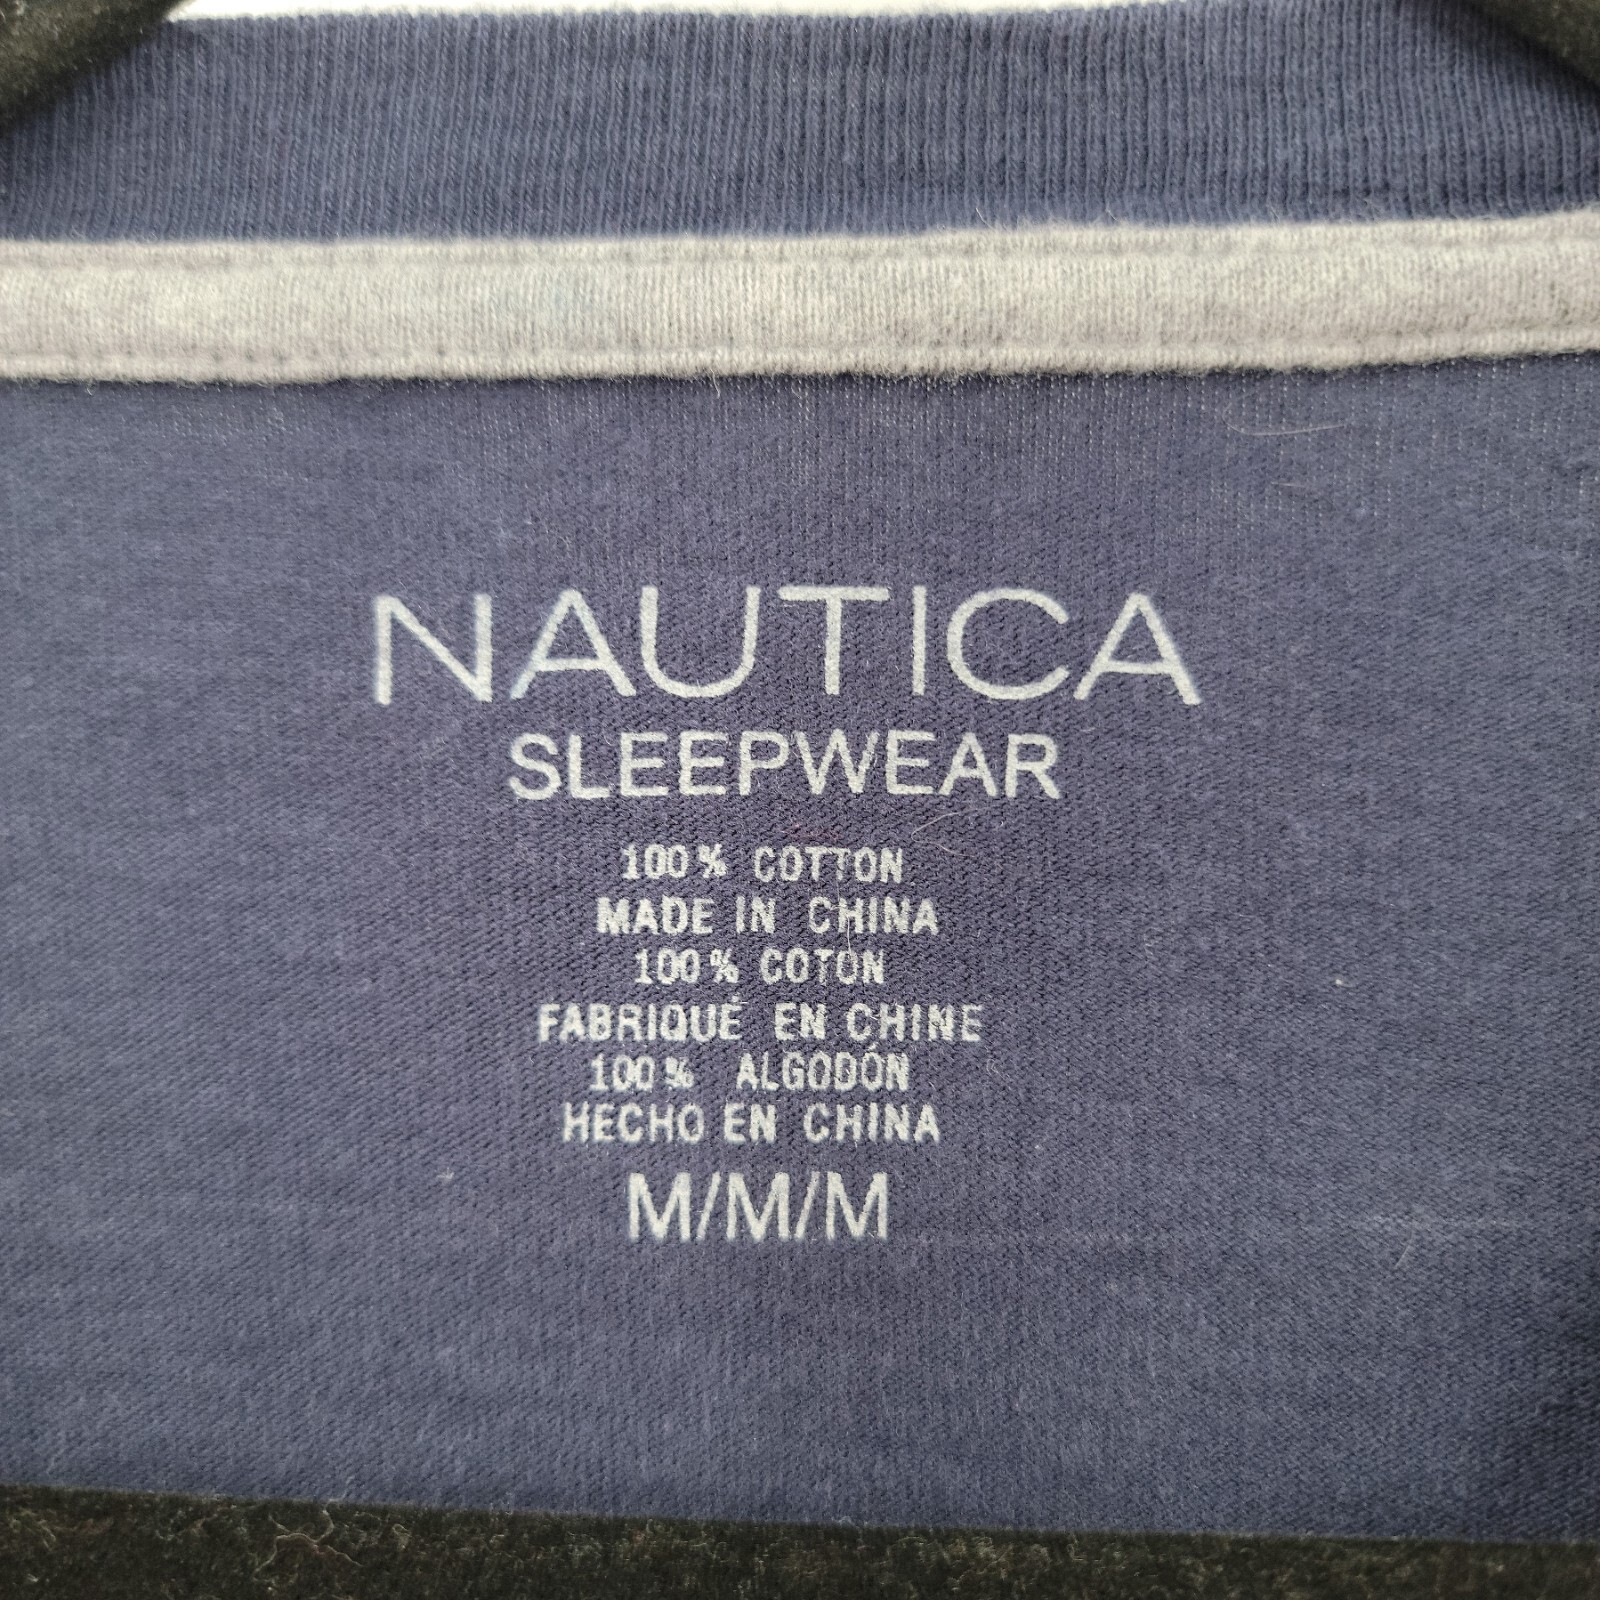 NAUTICA
SLEEPWEAR
100% COTTON
MADE IN CHINA
100% COTON
FABRIQUÉ EN CHINE
100% ALGODÓN
HECHO EN CHINA
M/M/M